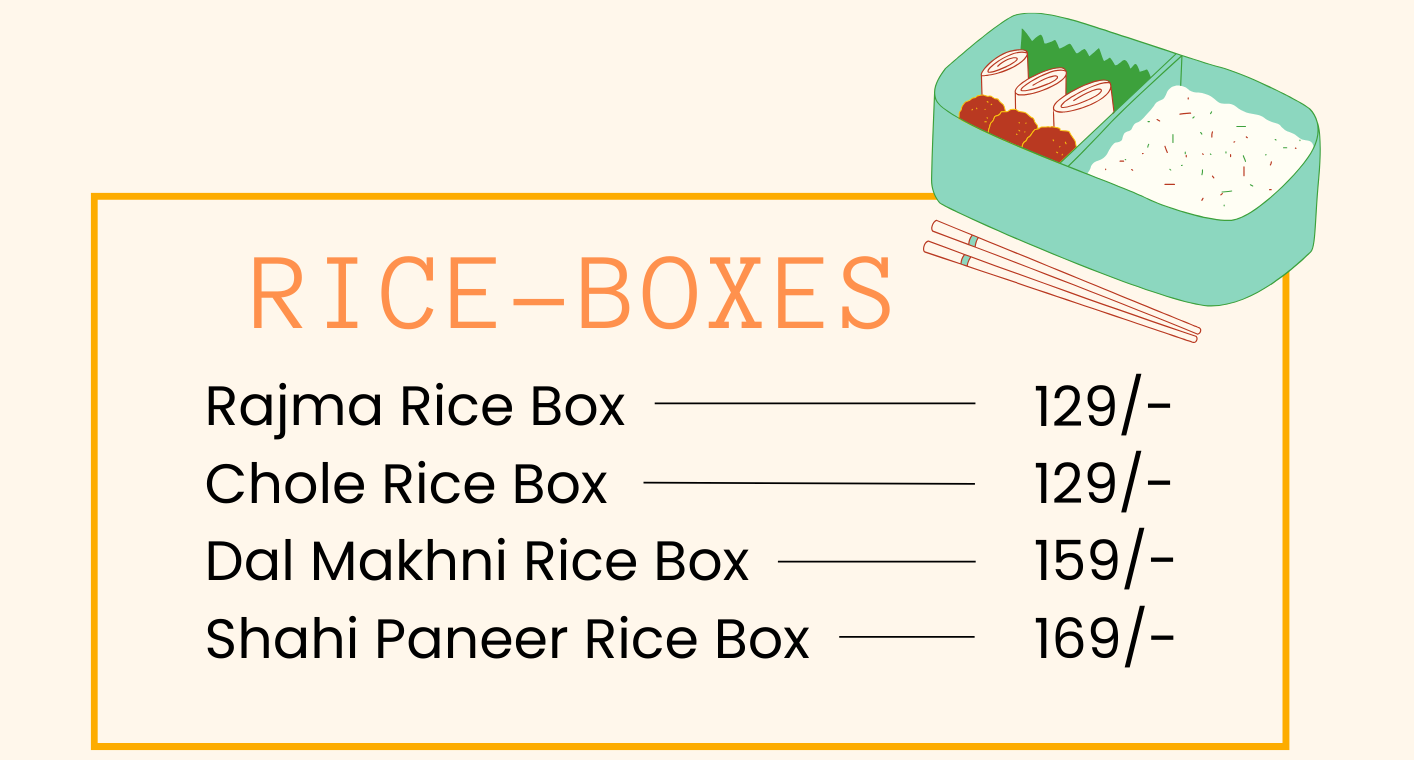 RICE-BOXES
Rajma Rice Box 129/-
Chole Rice Box 129/-
Dal Makhni Rice Box 159/-
Shahi Paneer Rice Box 169/-